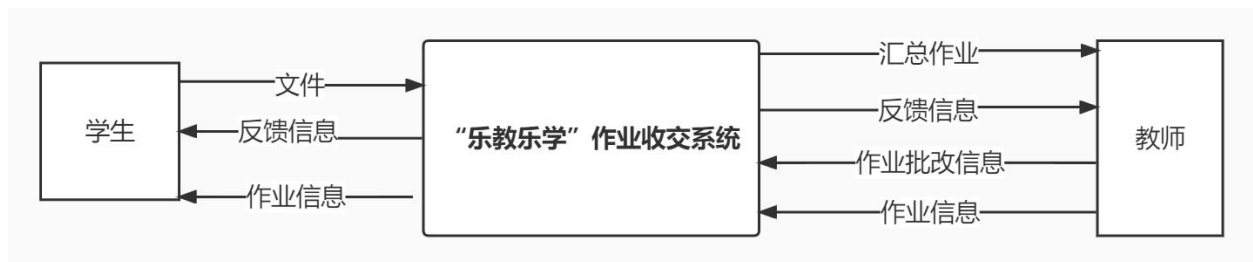 学生
文件
反馈信息
作业信息
“乐教乐学”作业收交系统
汇总作业
反馈信息
作业批改信息
作业信息
教师